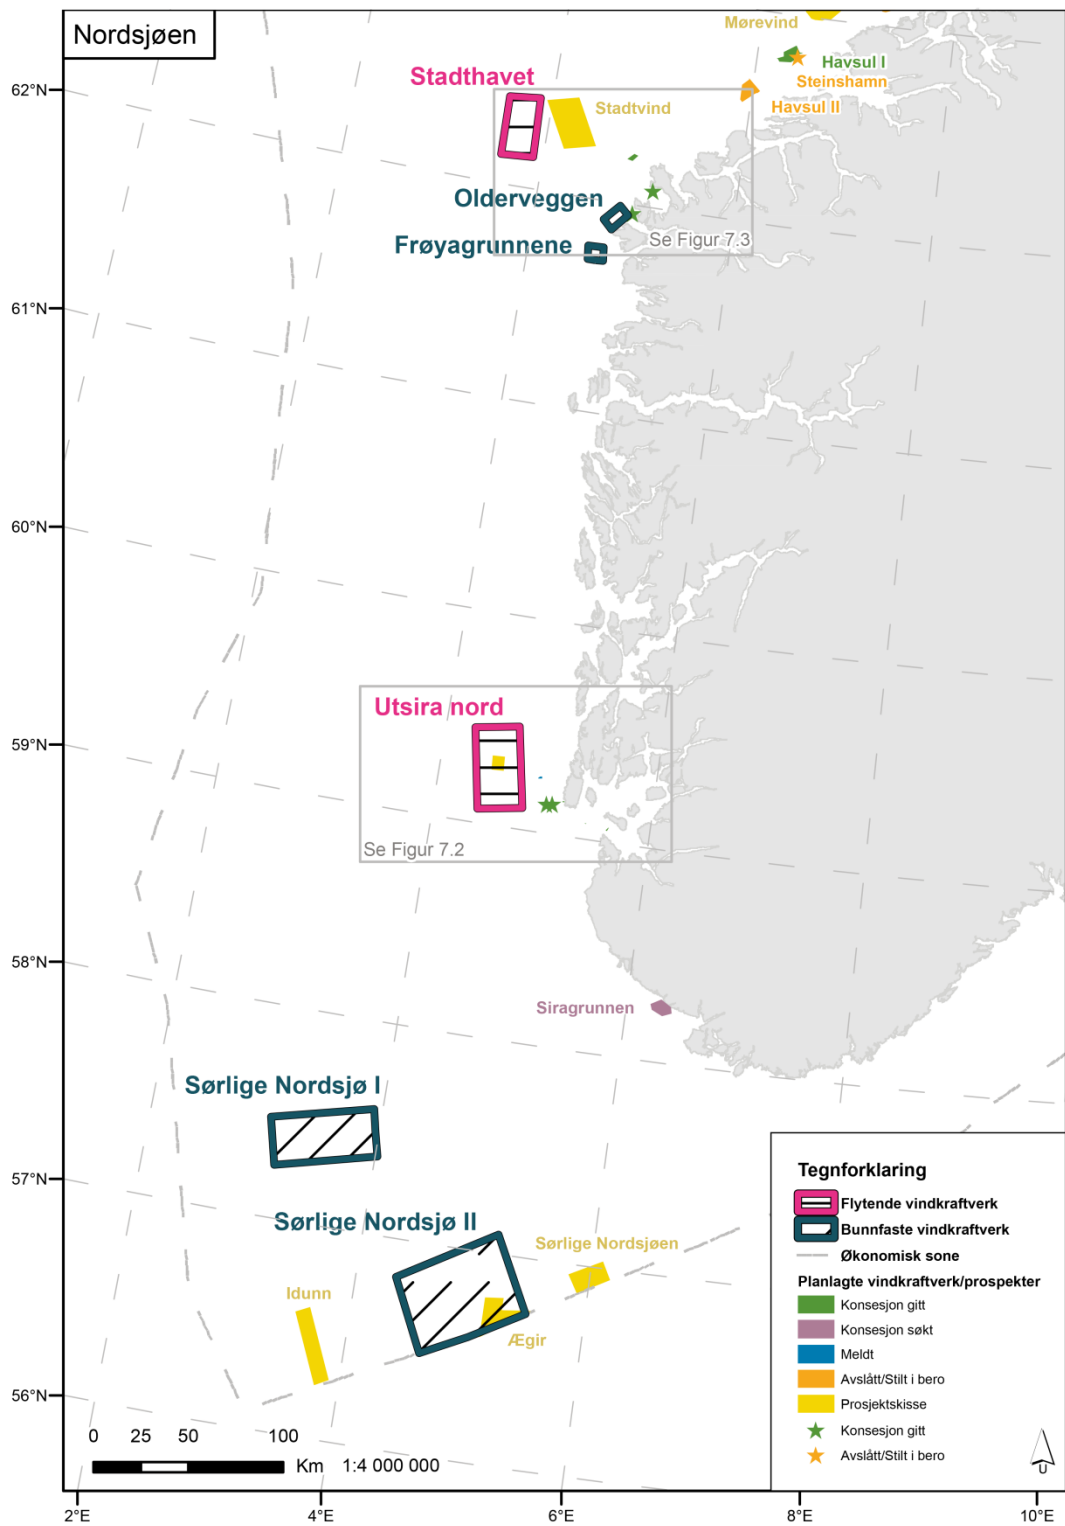 Nordsjøen
Mørevind
Havsul I
Steinshamn
Havsul II
Stadthavet
Stadtvind
Olderveggen
Frøyagrunnene
Se Figur 7.3
62°N
61°N
60°N
59°N
58°N
57°N
56°N
Utsira nord
Se Figur 7.2
Siragrunnen
Sørlige Nordsjø I
Sørlige Nordsjø II
Sørlige Nordsjøen
Idunn
Ægir
Tegnforklaring
Flytende vindkraftverk
Bunnfaste vindkraftverk
Økonomisk sone
Planlagte vindkraftverk/prospekter
Konsesjon gitt
Konsesjon søkt
Meldt
Avslått/Stilt i bero
Prosjektskisse
Konsesjon gitt
Avslått/Stilt i bero
0 25 50 100
Km 1:4 000 000
2°E 4°E 6°E 8°E 10°E